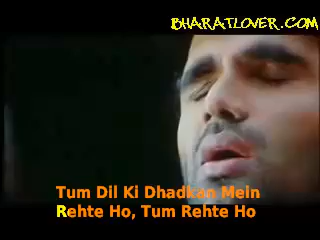 BHARATLOVER.COM
Tum Dil Ki Dhadkan Mein
Rehte Ho, Tum Rehte Ho